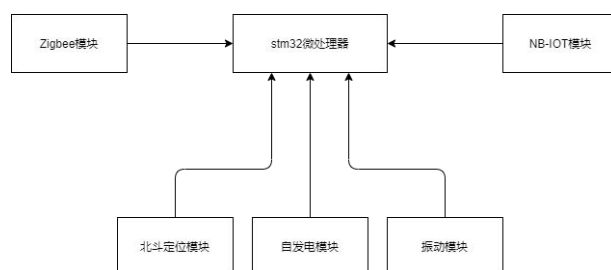 Zigbee模块
stm32微处理器
NB-IOT模块
北斗定位模块
自发电模块
振动模块